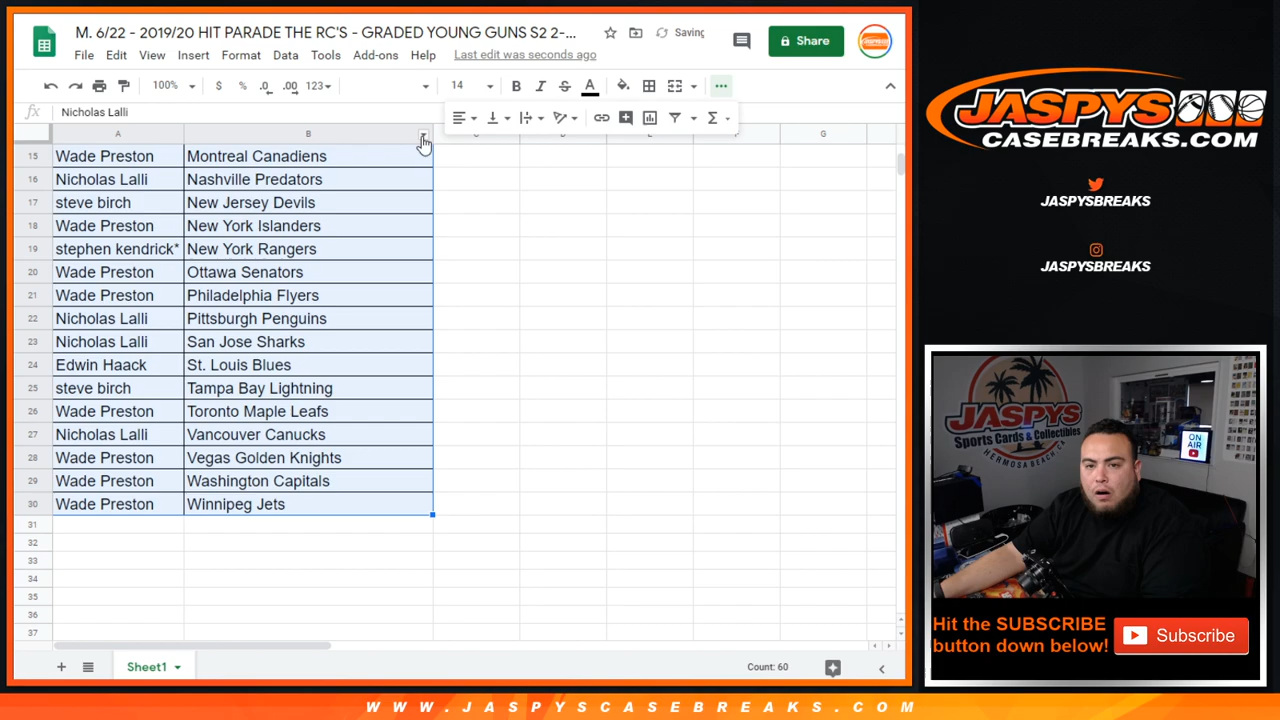 M. 6/22 - 2019/20 HIT PARADE THE RC'S - GRADED YOUNG GUNS S2 2-...
Saving
Share
File Edit View Insert Format Data Tools Add-ons Help Last edit was seconds ago
100% $ % .0 .00 123 14 B I S A
fx Nicholas Lalli
A B G
15 Wade Preston Montreal Canadiens
16 Nicholas Lalli Nashville Predators
17 steve birch New Jersey Devils
18 Wade Preston New York Islanders
19 stephen kendrick* New York Rangers
20 Wade Preston Ottawa Senators
21 Wade Preston Philadelphia Flyers
22 Nicholas Lalli Pittsburgh Penguins
23 Nicholas Lalli San Jose Sharks
24 Edwin Haack St. Louis Blues
25 steve birch Tampa Bay Lightning
26 Wade Preston Toronto Maple Leafs
27 Nicholas Lalli Vancouver Canucks
28 Wade Preston Vegas Golden Knights
29 Wade Preston Washington Capitals
30 Wade Preston Winnipeg Jets
31
32
33
34
35
36
37
Sheet1
Count: 60
JASPYS
CASEBREAKS.COM
JASPYSBREAKS
JASPYSBREAKS
JASPYS
Sports Cards & Collectibles
HERMOSA BEACH
ON
AIR
Hit the SUBSCRIBE
button down below!
Subscribe
WWW.JASPYSCASEBREAKS.COM